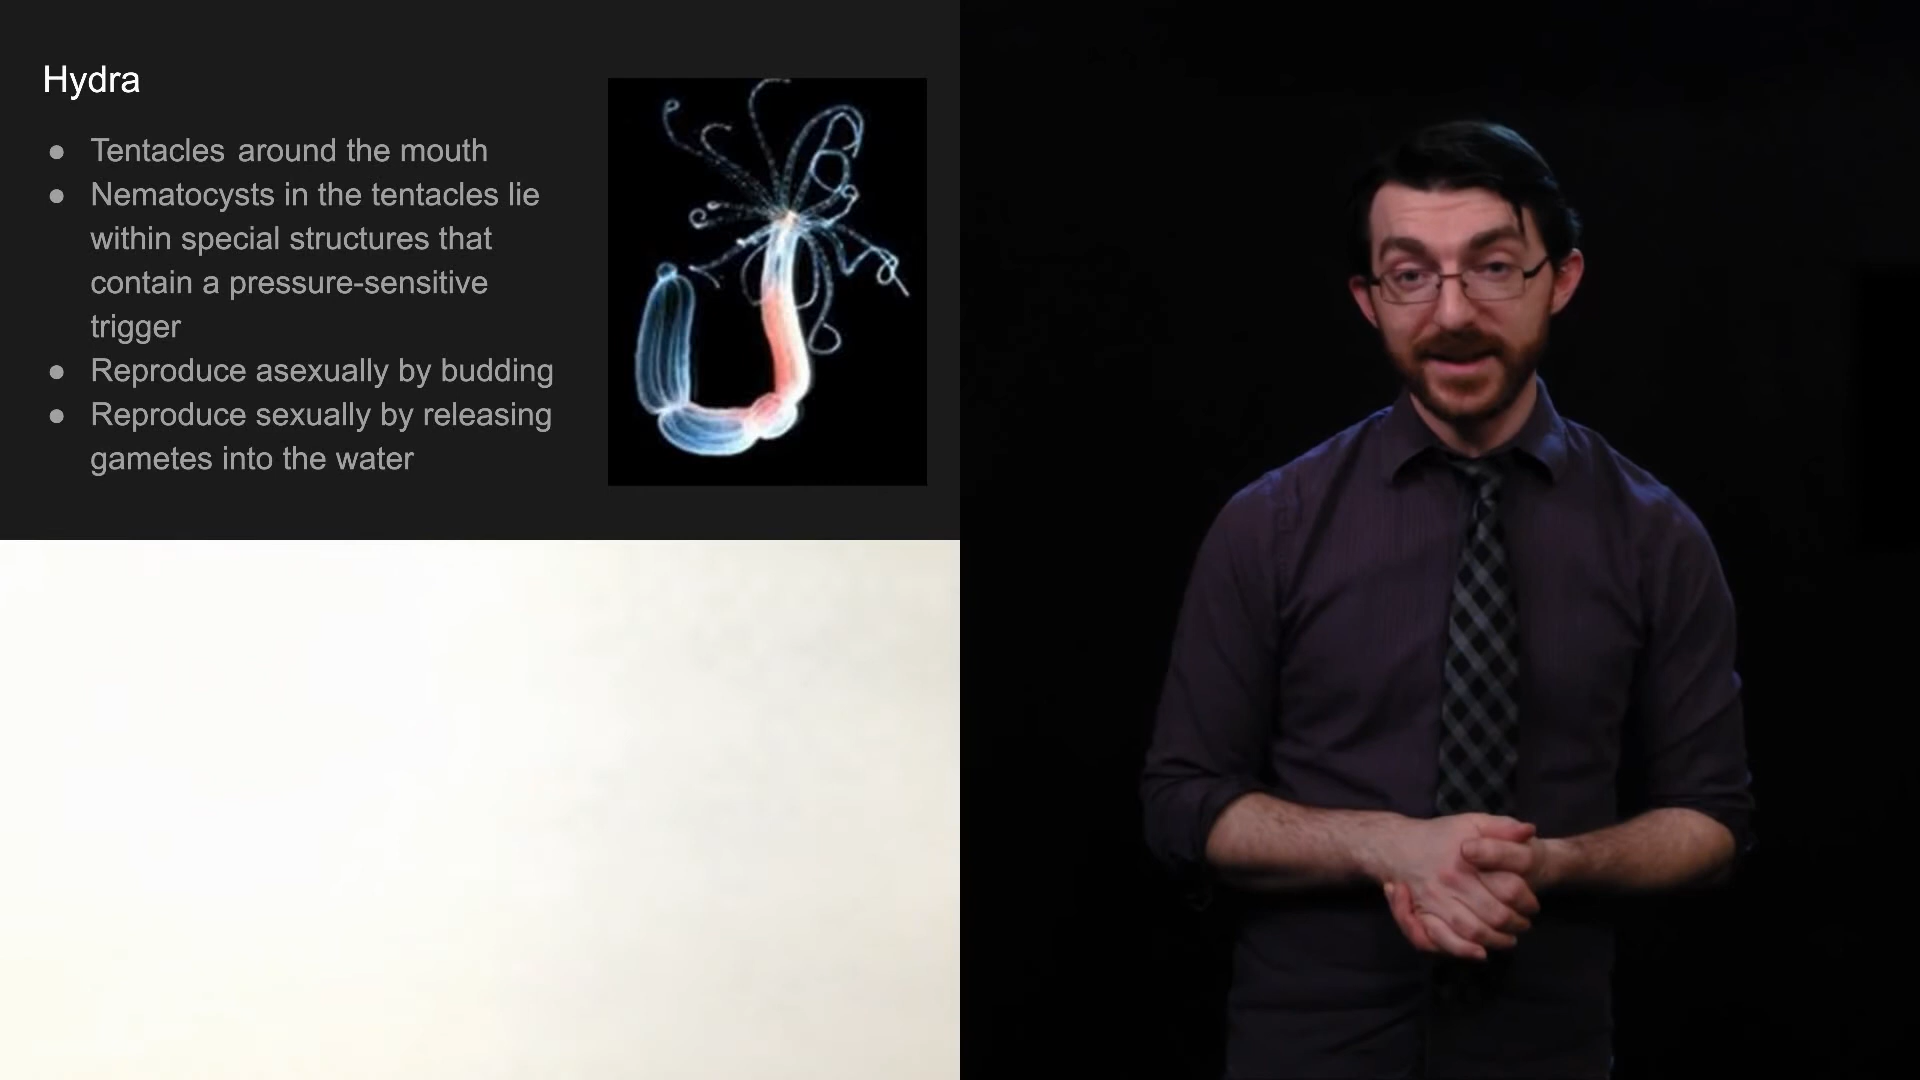 Hydra
● Tentacles around the mouth
● Nematocysts in the tentacles lie
within special structures that
contain a pressure-sensitive
trigger
● Reproduce asexually by budding
● Reproduce sexually by releasing
gametes into the water